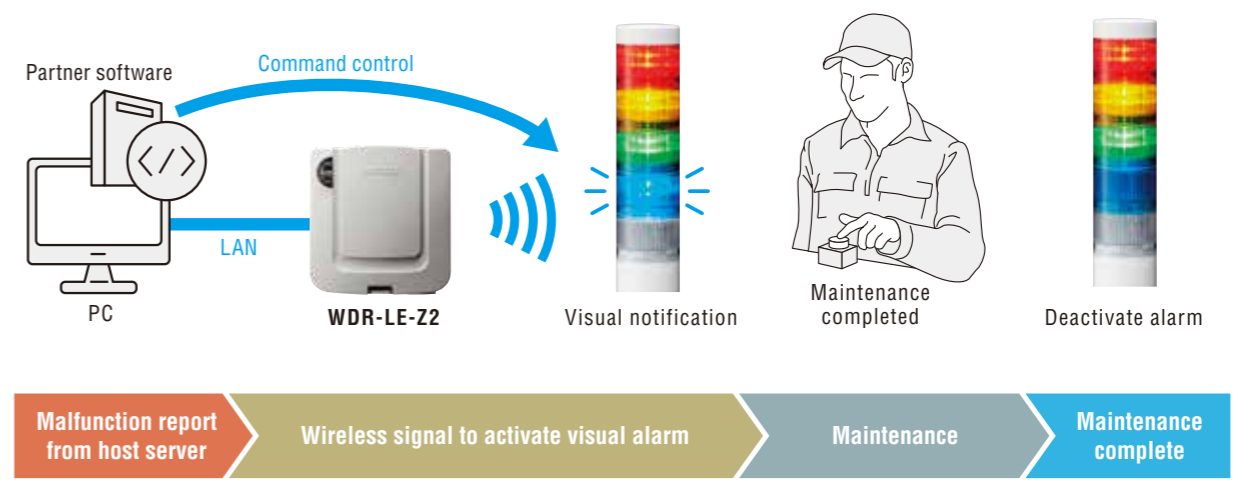 Partner software
Command control
</>
LAN
PC
WDR-LE-Z2
Visual notification
Maintenance
completed
Deactivate alarm
Malfunction report
from host server
Wireless signal to activate visual alarm
Maintenance
Maintenance
complete